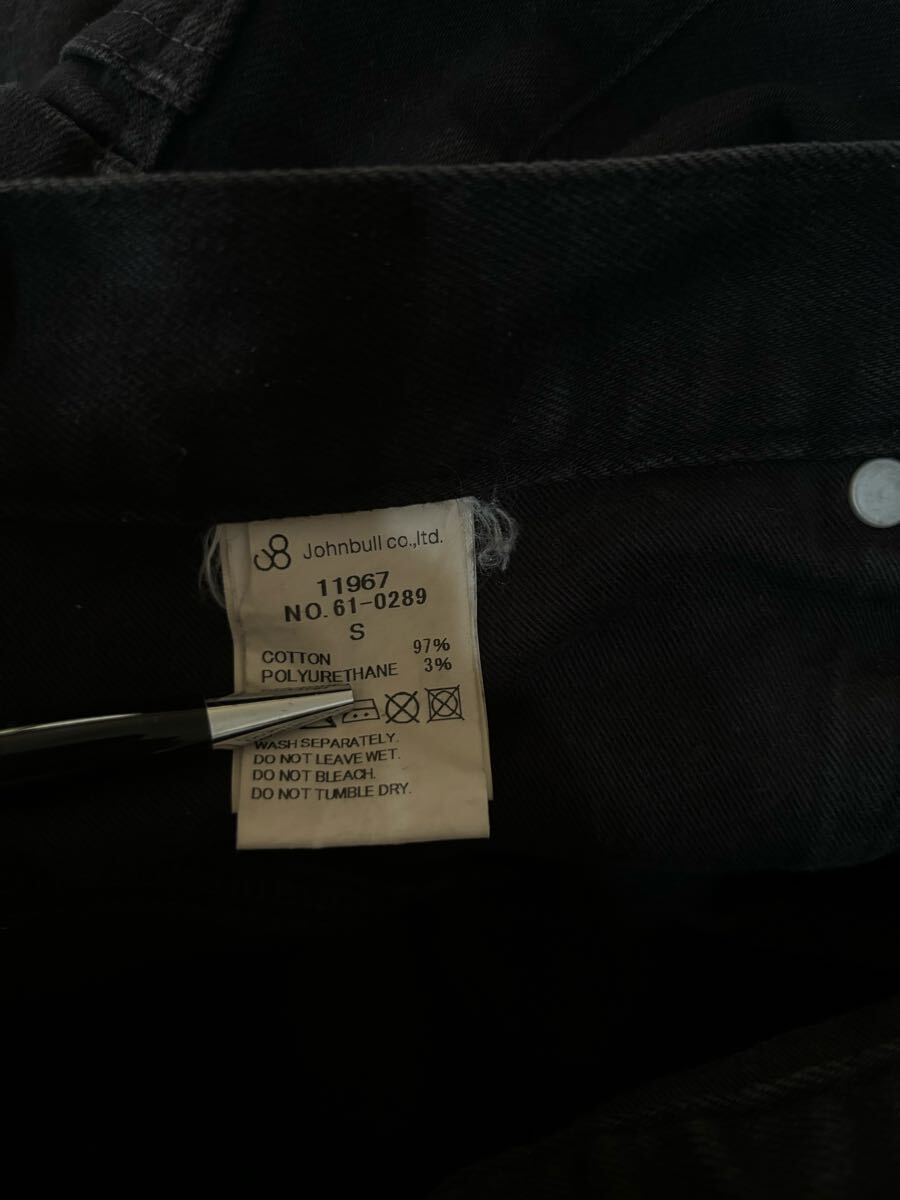 Johnbull co.,ltd.
11967
NO. 61-0289
S
COTTON 97%
POLYURETHANE 3%
WASH SEPARATELY.
DO NOT LEAVE WET.
DO NOT BLEACH.
DO NOT TUMBLE DRY.